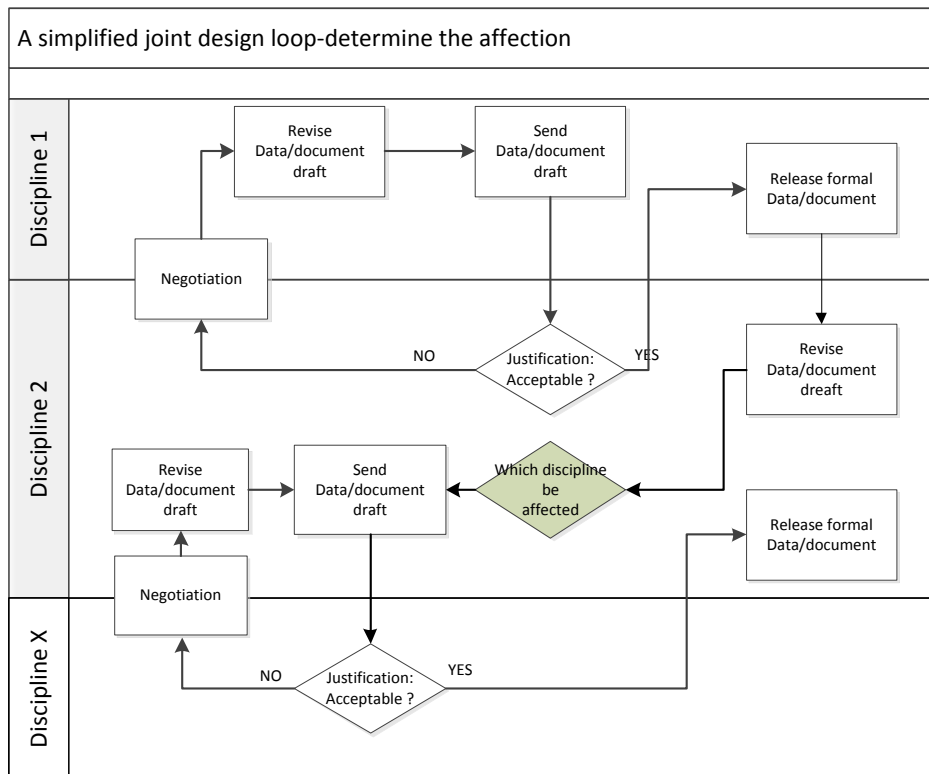 A simplified joint design loop-determine the affection
Discipline 1
Revise
Data/document
draft
Send
Data/document
draft
Release formal
Data/document
Negotiation
Discipline 2
NO
Justification:
Acceptable ?
YES
Revise
Data/document
dreaft
Revise
Data/document
draft
Send
Data/document
draft
Which discipline
be
affected
Release formal
Data/document
Negotiation
Discipline X
NO
Justification:
Acceptable ?
YES